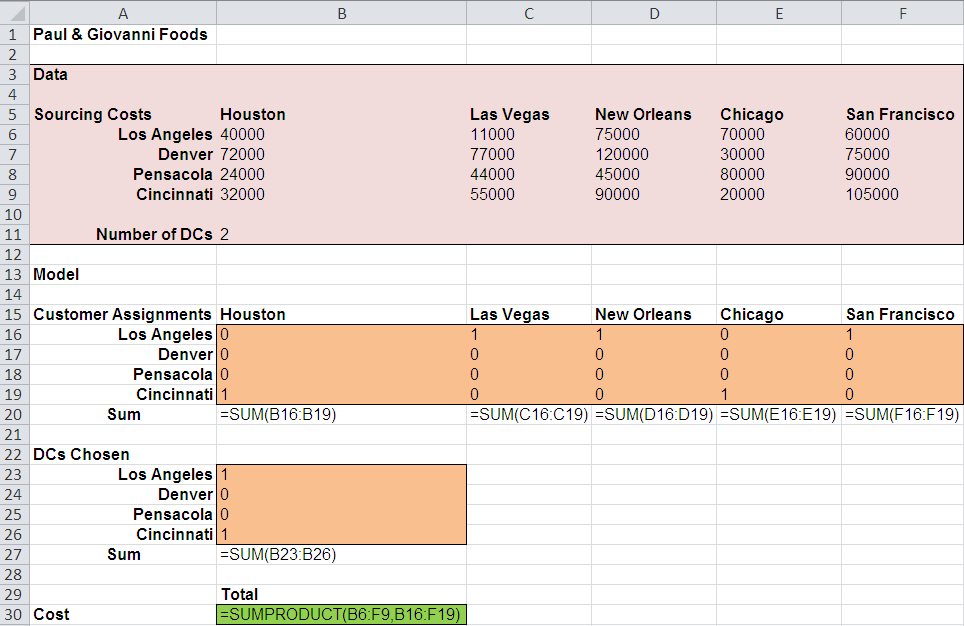 A B C D E F
1 Paul & Giovanni Foods
2
3 Data
4
5 Sourcing Costs Houston Las Vegas New Orleans Chicago San Francisco
6 Los Angeles 40000 11000 75000 70000 60000
7 Denver 72000 77000 120000 30000 75000
8 Pensacola 24000 44000 45000 80000 90000
9 Cincinnati 32000 55000 90000 20000 105000
10
11 Number of DCs 2
12
13 Model
14
15 Customer Assignments Houston Las Vegas New Orleans Chicago San Francisco
16 Los Angeles 0 1 1 0 1
17 Denver 0 0 0 0 0
18 Pensacola 0 0 0 0 0
19 Cincinnati 1 0 0 1 0
20 Sum =SUM(B16:B19) =SUM(C16:C19) =SUM(D16:D19) =SUM(E16:E19) =SUM(F16:F19)
21
22 DCs Chosen
23 Los Angeles 1
24 Denver 0
25 Pensacola 0
26 Cincinnati 1
27 Sum =SUM(B23:B26)
28
29 Total
30 Cost =SUMPRODUCT(B6:F9,B16:F19)